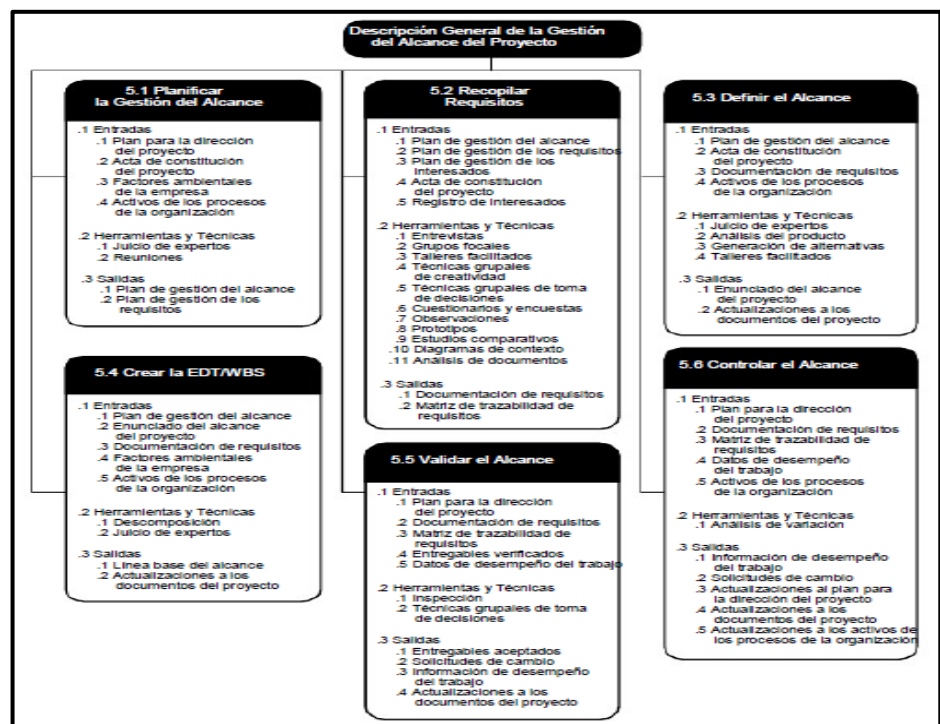 Descripción General de la Gestión
del Alcance del Proyecto
5.1 Planificar
la Gestión del Alcance
.1 Entradas
.1 Plan para la dirección
del proyecto
.2 Acta de constitución
del proyecto
.3 Factores ambientales
de la empresa
.4 Activos de los procesos
de la organización
.2 Herramientas y Técnicas
.1 Juicio de expertos
.2 Reuniones
.3 Salidas
.1 Plan de gestión del alcance
.2 Plan de gestión de los
requisitos
5.2 Recopilar
Requisitos
.1 Entradas
.1 Plan de gestión del alcance
.2 Plan de gestión de los requisitos
.3 Plan de gestión de los
interesados
.4 Acta de constitución
del proyecto
.5 Registro de interesados
.2 Herramientas y Técnicas
.1 Entrevistas
.2 Grupos focales
.3 Talleres facilitados
.4 Técnicas grupales
de creatividad
.5 Técnicas grupales de toma
de decisiones
.6 Cuestionarios y encuestas
.7 Observaciones
.8 Prototipos
.9 Estudios comparativos
.10 Diagramas de contexto
.11 Análisis de documentos
.3 Salidas
.1 Documentación de requisitos
.2 Matriz de trazabilidad de
requisitos
5.3 Definir el Alcance
.1 Entradas
.1 Plan de gestión del alcance
.2 Acta de constitución
del proyecto
.3 Documentación de requisitos
.4 Activos de los procesos
de la organización
.2 Herramientas y Técnicas
.1 Juicio de expertos
.2 Análisis del producto
.3 Generación de alternativas
.4 Talleres facilitados
.3 Salidas
.1 Enunciado del alcance
del proyecto
.2 Actualizaciones a los
documentos del proyecto
5.4 Crear la EDT/WBS
.1 Entradas
.1 Plan de gestión del alcance
.2 Enunciado del alcance
del proyecto
.3 Documentación de requisitos
.4 Factores ambientales
de la empresa
.5 Activos de los procesos
de la organización
.2 Herramientas y Técnicas
.1 Descomposición
.2 Juicio de expertos
.3 Salidas
.1 Línea base del alcance
.2 Actualizaciones a los
documentos del proyecto
5.5 Validar el Alcance
.1 Entradas
.1 Plan para la dirección
del proyecto
.2 Documentación de requisitos
.3 Matriz de trazabilidad de
requisitos
.4 Entregables verificados
.5 Datos de desempeño del trabajo
.2 Herramientas y Técnicas
.1 Inspección
.2 Técnicas grupales de toma
de decisiones
.3 Salidas
.1 Entregables aceptados
.2 Solicitudes de cambio
.3 Información de desempeño
del trabajo
.4 Actualizaciones a los
documentos del proyecto
5.6 Controlar el Alcance
.1 Entradas
.1 Plan para la dirección
del proyecto
.2 Documentación de requisitos
.3 Matriz de trazabilidad de
requisitos
.4 Datos de desempeño
del trabajo
.5 Activos de los procesos
de la organización
.2 Herramientas y Técnicas
.1 Análisis de variación
.3 Salidas
.1 Información de desempeño
del trabajo
.2 Solicitudes de cambio
.3 Actualizaciones al plan para
la dirección del proyecto
.4 Actualizaciones a los
documentos del proyecto
.5 Actualizaciones a los activos de
los procesos de la organización